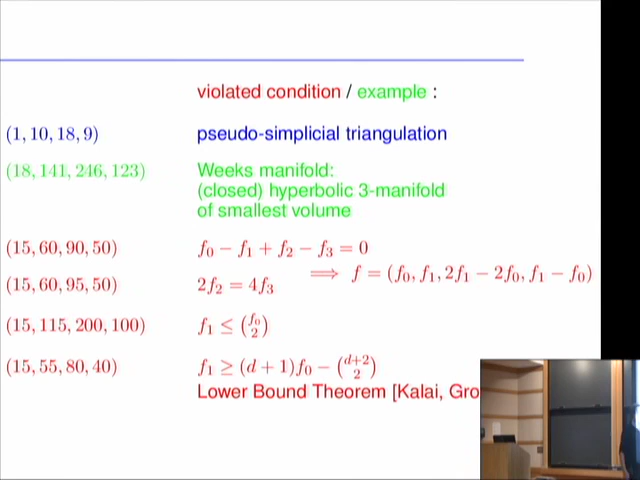 violated condition / example :
(1, 10, 18, 9) pseudo-simplicial triangulation
(18, 141, 246, 123) Weeks manifold:
(closed) hyperbolic 3-manifold
of smallest volume
(15, 60, 90, 50) f₀ − f₁ + f₂ − f₃ = 0
⟹ f = (f₀, f₁, 2f₁ − 2f₀, f₁ − f₀)
(15, 60, 95, 50) 2f₂ = 4f₃
(15, 115, 200, 100) f₁ ≤ (f₀ 2)
(15, 55, 80, 40) f₁ ≥ (d + 1)f₀ − (d+2 2)
Lower Bound Theorem [Kalai,